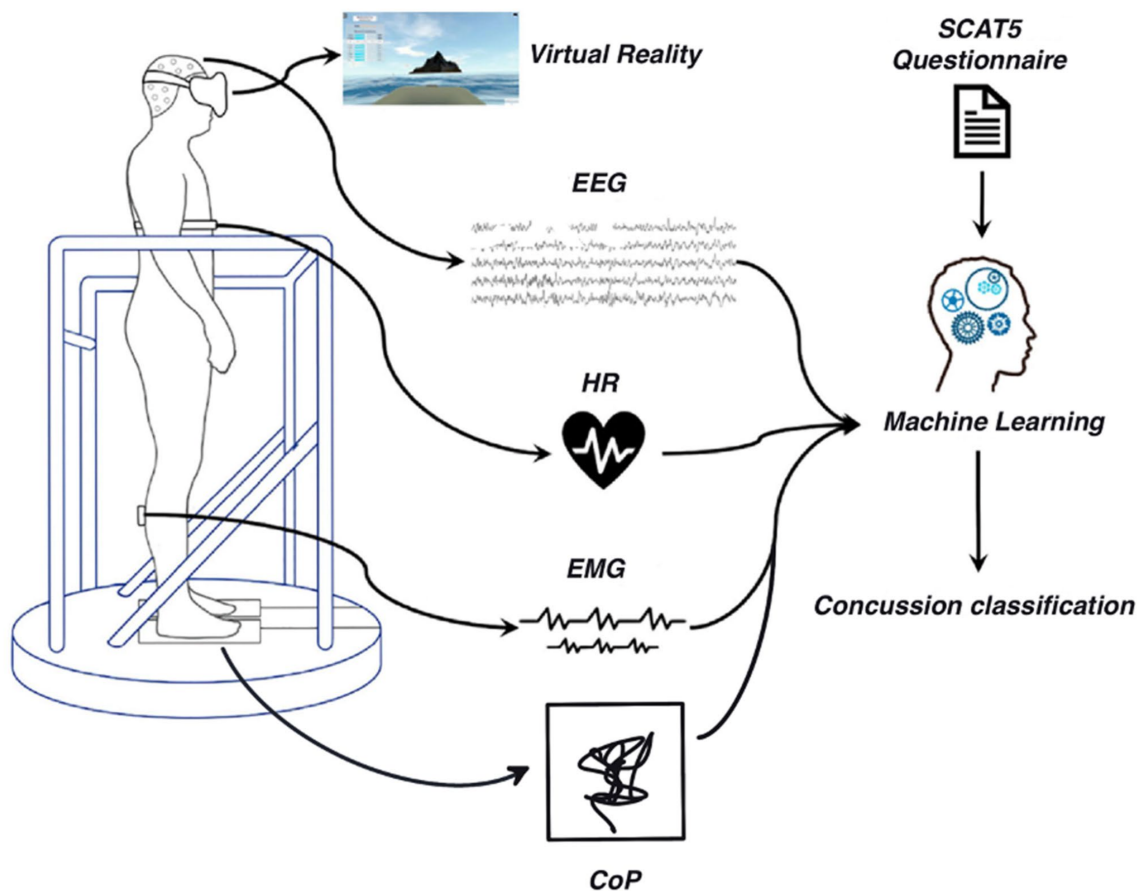 Virtual Reality
SCAT5
Questionnaire
EEG
HR
Machine Learning
EMG
Concussion classification
CoP